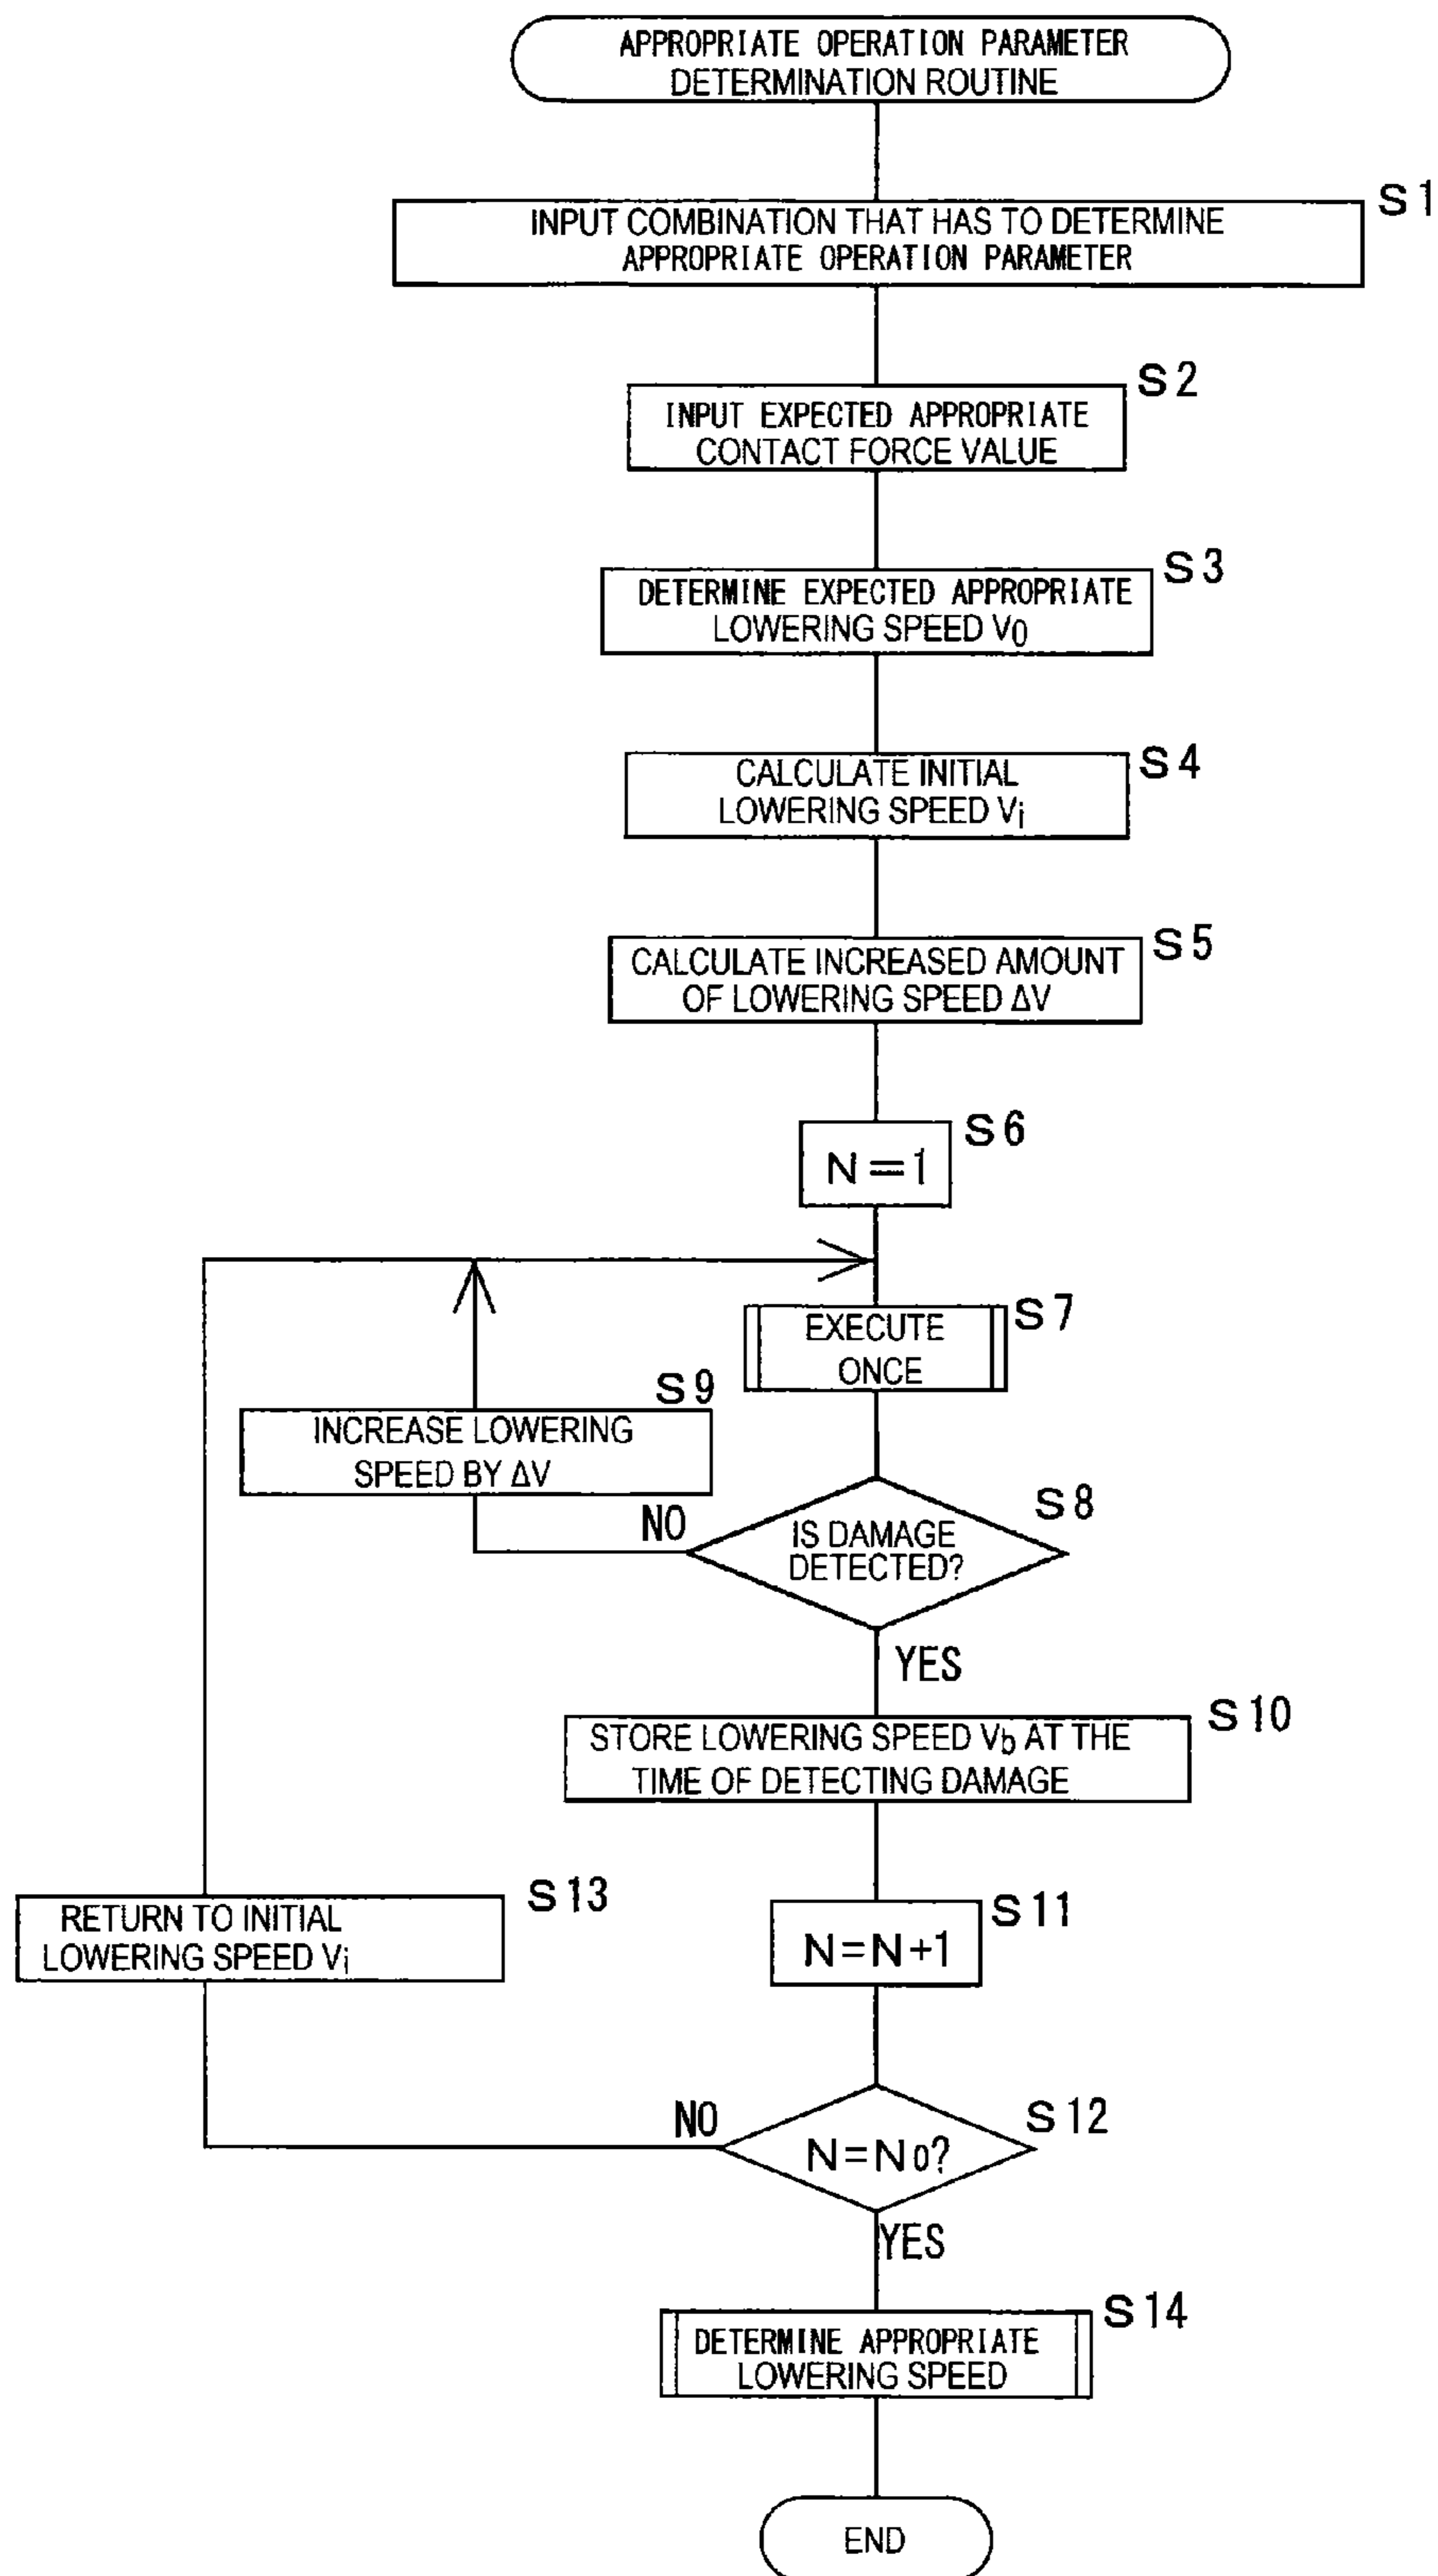 APPROPRIATE OPERATION PARAMETER
DETERMINATION ROUTINE
S1
INPUT COMBINATION THAT HAS TO DETERMINE
APPROPRIATE OPERATION PARAMETER
S2
INPUT EXPECTED APPROPRIATE
CONTACT FORCE VALUE
S3
DETERMINE EXPECTED APPROPRIATE
LOWERING SPEED V0
S4
CALCULATE INITIAL
LOWERING SPEED Vi
S5
CALCULATE INCREASED AMOUNT
OF LOWERING SPEED ΔV
S6
N=1
S7
EXECUTE
ONCE
S9
INCREASE LOWERING
SPEED BY ΔV
S8
NO
IS DAMAGE
DETECTED?
YES
S10
STORE LOWERING SPEED Vb AT THE
TIME OF DETECTING DAMAGE
S13
RETURN TO INITIAL
LOWERING SPEED Vi
S11
N=N+1
NO
S12
N=N0?
YES
S14
DETERMINE APPROPRIATE
LOWERING SPEED
END